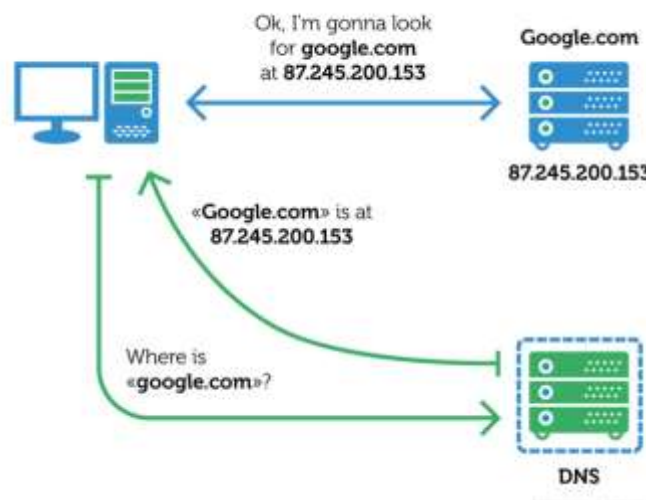 Ok, I'm gonna look
for google.com
at 87.245.200.153
Google.com
87.245.200.153
«Google.com» is at
87.245.200.153
Where is
«google.com»?
DNS